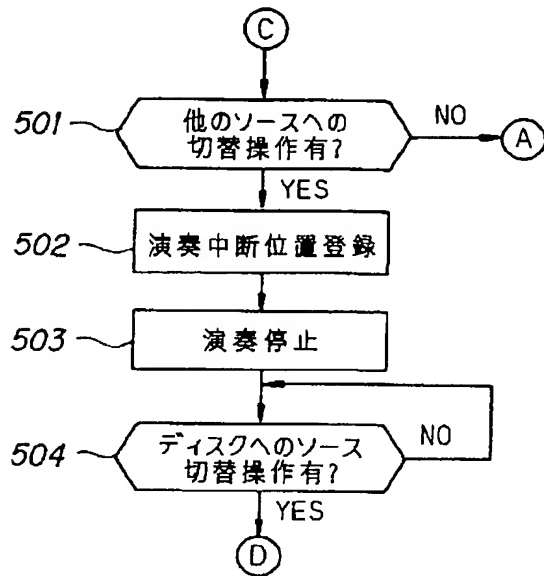 C
501
他のソースへの
切替操作有?
NO
A
YES
502
演奏中断位置登録
503
演奏停止
504
ディスクへのソース
切替操作有?
NO
YES
D